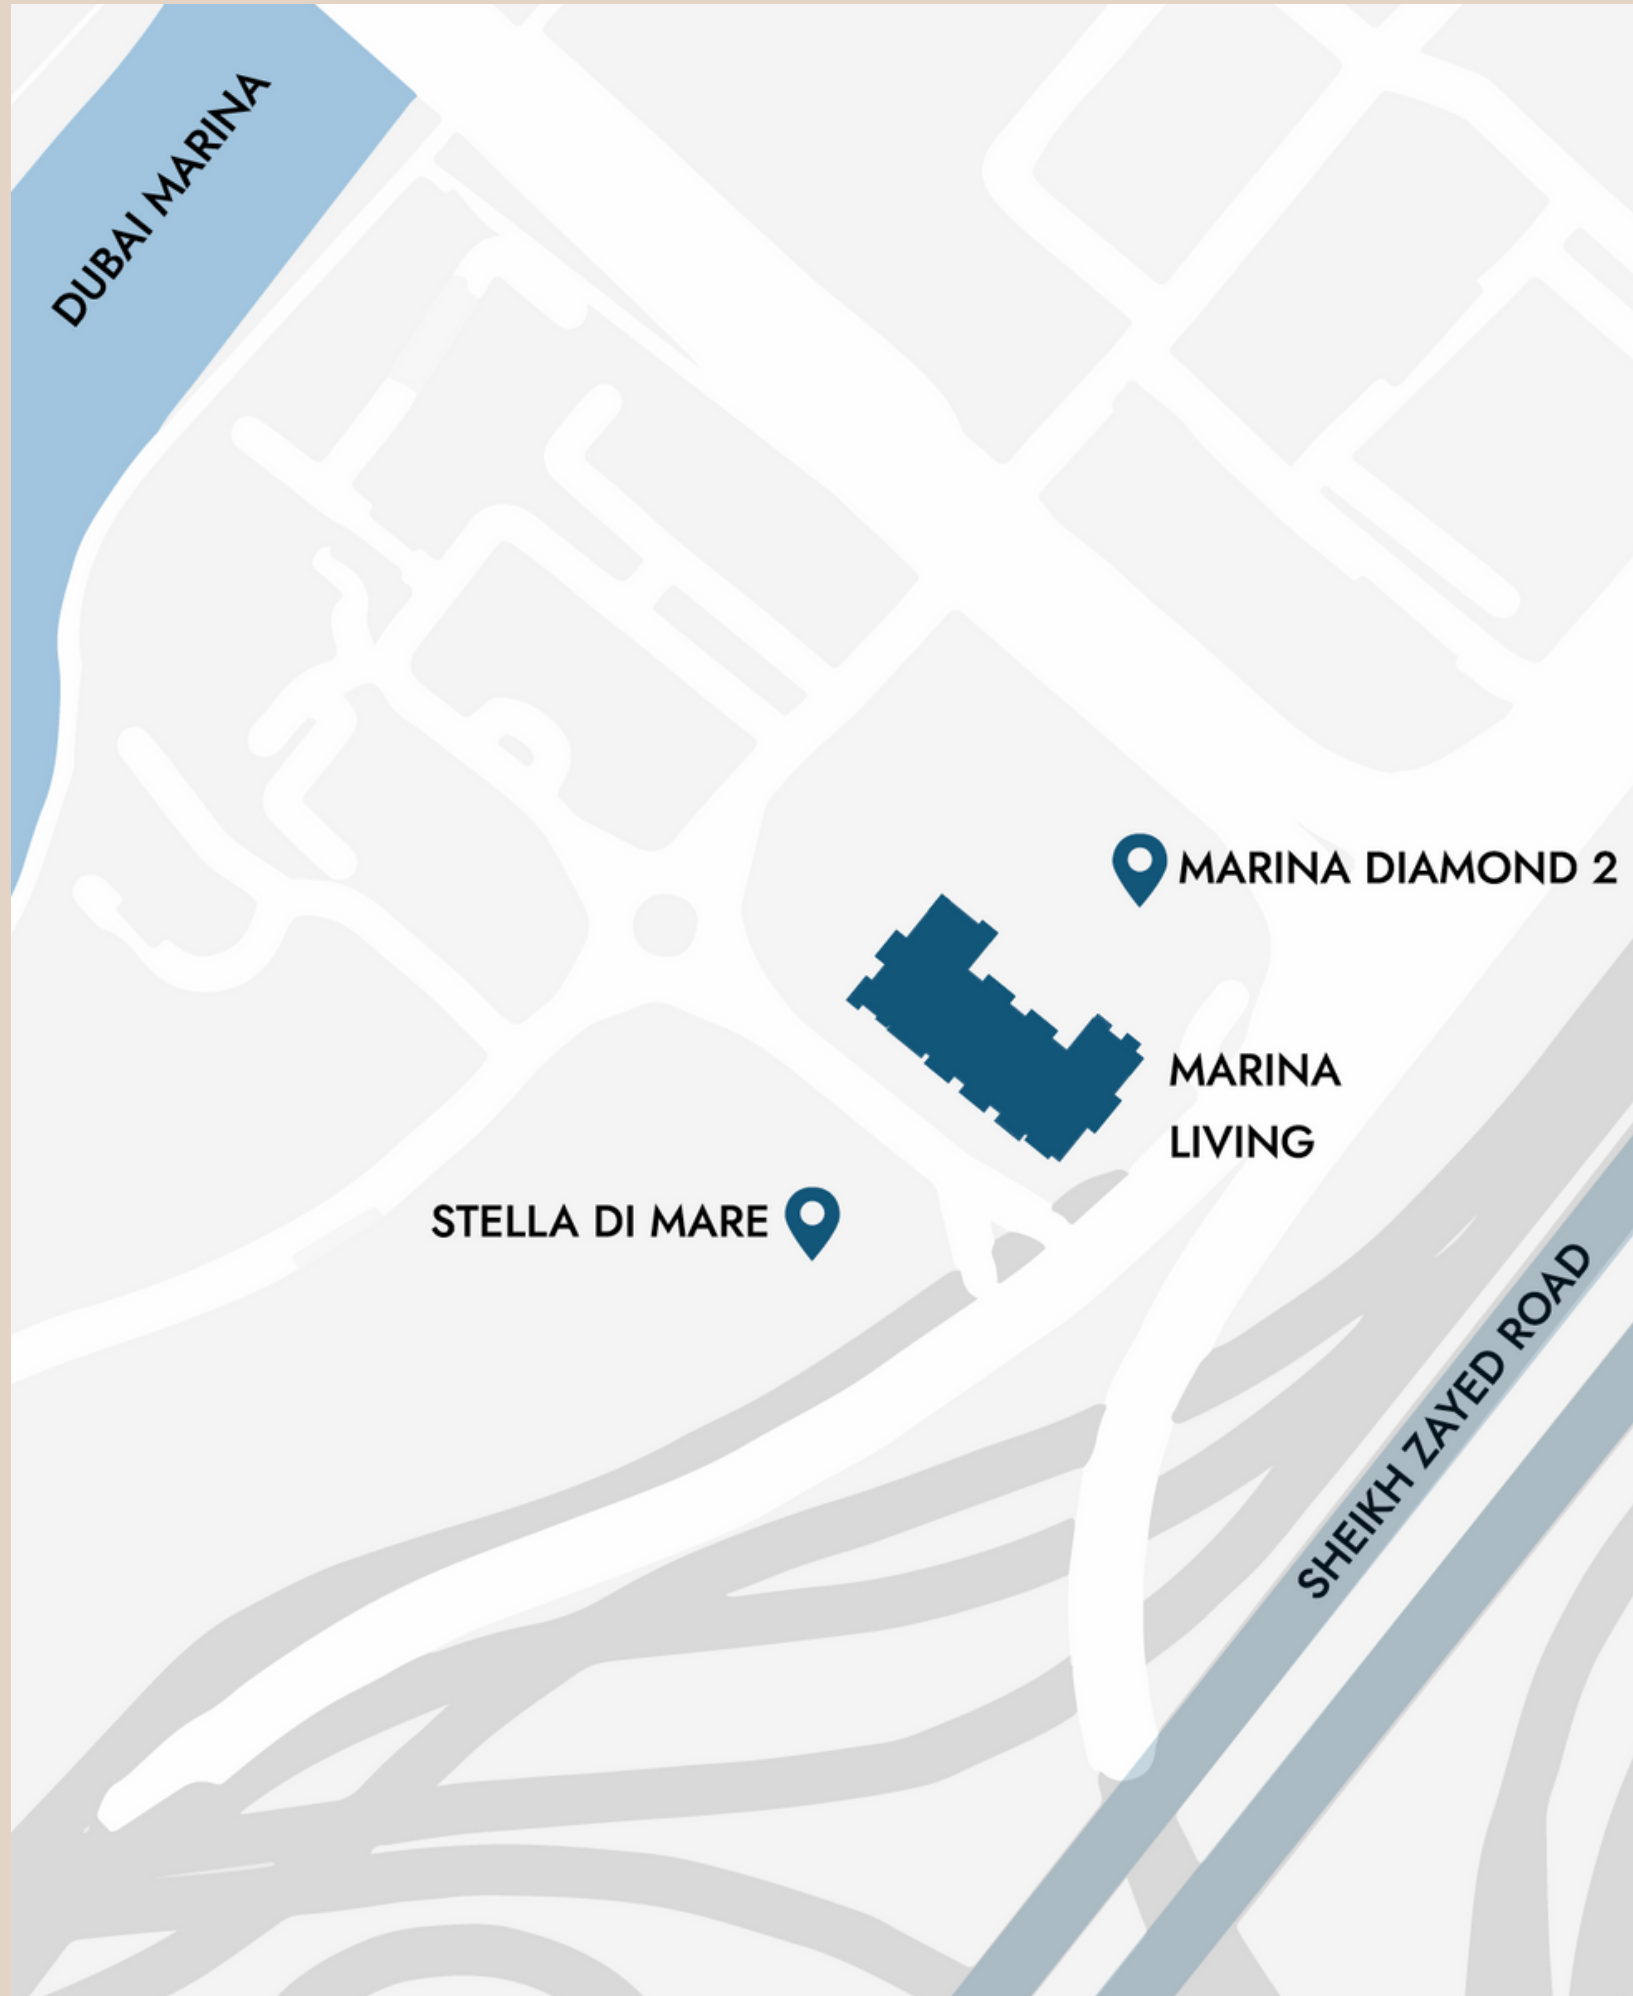 DUBAI MARINA
MARINA DIAMOND 2
MARINA
LIVING
STELLA DI MARE
SHEIKH ZAYED ROAD